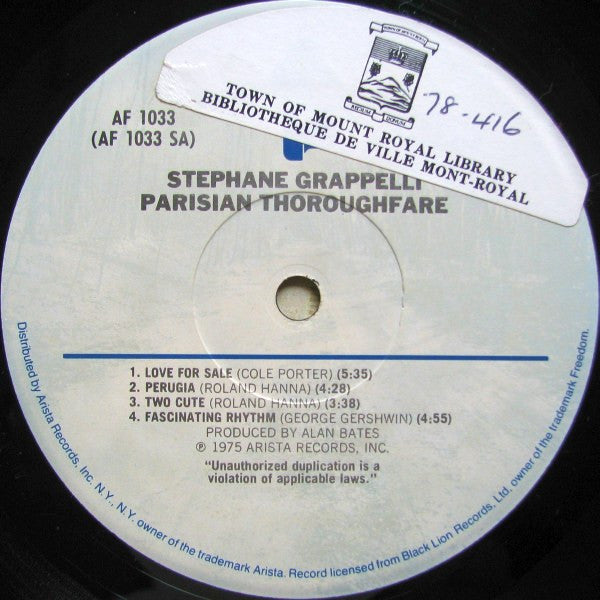 AF 1033
(AF 1033 SA)
TOWN OF MOUNT ROYAL LIBRARY
BIBLIOTHEQUE DE VILLE MONT-ROYAL
78-416
STEPHANE GRAPPELLI
PARISIAN THOROUGHFARE
1. LOVE FOR SALE (COLE PORTER) (5:35)
2. PERUGIA (ROLAND HANNA) (4:28)
3. TWO CUTE (ROLAND HANNA) (3:38)
4. FASCINATING RHYTHM (GEORGE GERSHWIN) (4:55)
PRODUCED BY ALAN BATES
℗ 1975 ARISTA RECORDS, INC.
"Unauthorized duplication is a
violation of applicable laws."
Distributed by Arista Records, Inc. N.Y., N.Y. owner of the trademark Arista. Record licensed from Black Lion Records, Ltd. owner of the trademark Freedom.